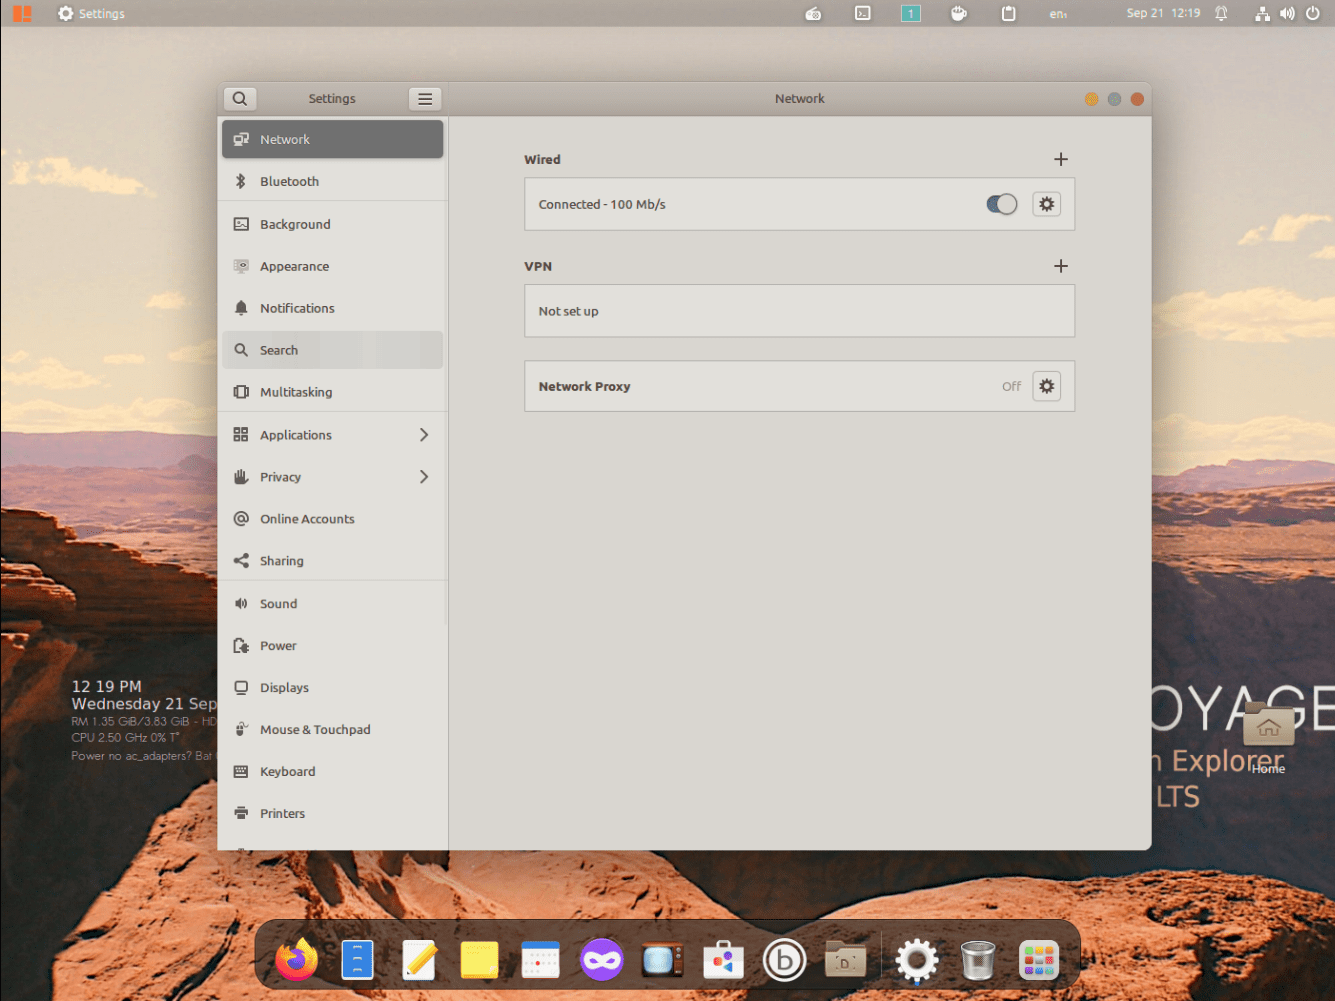 Settings
1
en₁
Sep 21 12:19
Settings
Network
Network
Bluetooth
Background
Appearance
Notifications
Search
Multitasking
Applications
Privacy
Online Accounts
Sharing
Sound
Power
Displays
Mouse & Touchpad
Keyboard
Printers
Wired
Connected - 100 Mb/s
VPN
Not set up
Network Proxy
Off
12 19 PM
Wednesday 21 Sep
RM 1.35 GiB/3.83 GiB - HD
CPU 2.50 GHz 0% T°
Power no ac_adapters? Bat
OYAGE
n Explorer
LTS
Home
b
D